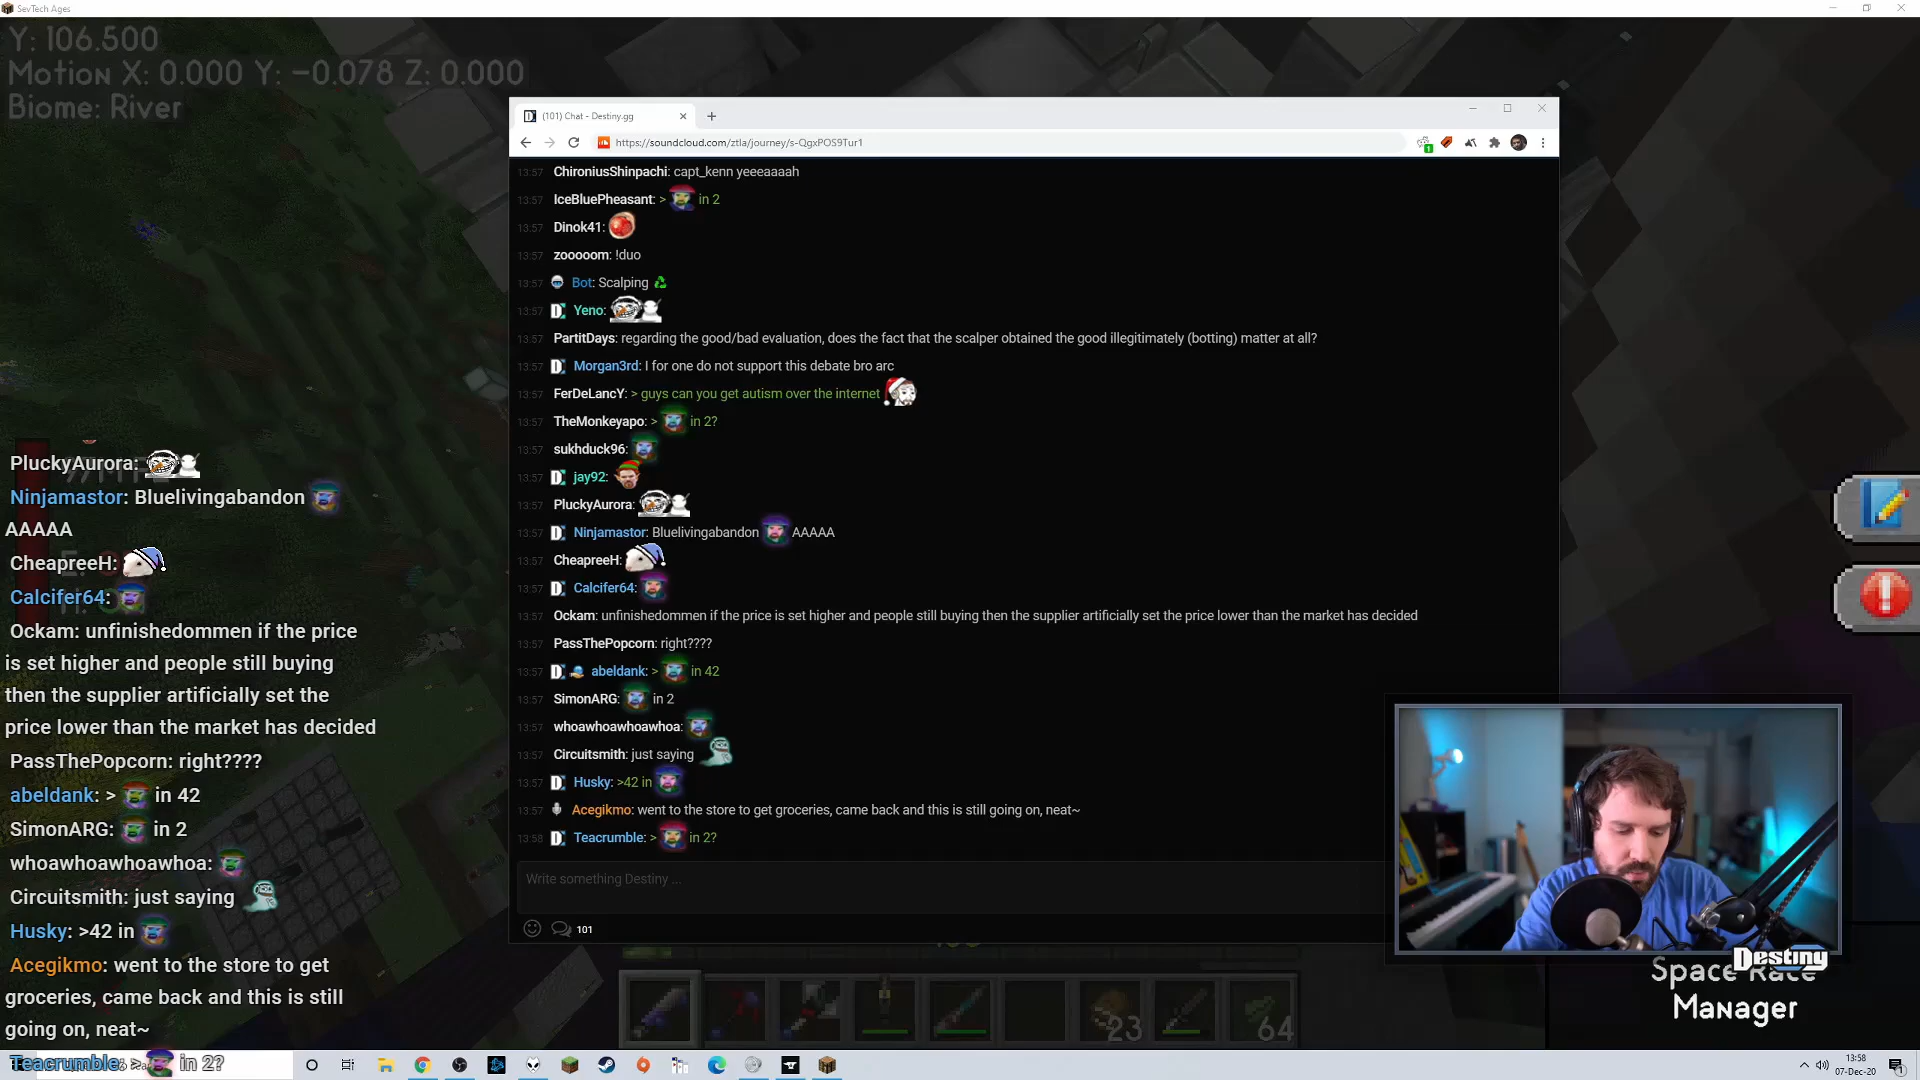 SevTech Ages
Y: 106.500
Motion X: 0.000 Y: -0.078 Z: 0.000
Biome: River
(101) Chat - Destiny.gg
https://soundcloud.com/ztla/journey/s-QgxPOS9Tur1
13:57 ChironiusShinpachi: capt_kenn yeeeaaaah
13:57 IceBluePheasant: > in 2
13:57 Dinok41:
13:57 zooooom: !duo
13:57 Bot: Scalping
13:57 Yeno:
13:57 PartitDays: regarding the good/bad evaluation, does the fact that the scalper obtained the good illegitimately (botting) matter at all?
13:57 Morgan3rd: I for one do not support this debate bro arc
13:57 FerDeLancY: > guys can you get autism over the internet
13:57 TheMonkeyapo: > in 2?
13:57 sukhduck96:
13:57 jay92:
13:57 PluckyAurora:
13:57 Ninjamastor: Bluelivingabandon AAAAA
13:57 CheapreeH:
13:57 Calcifer64:
13:57 Ockam: unfinishedommen if the price is set higher and people still buying then the supplier artificially set the price lower than the market has decided
13:57 PassThePopcorn: right????
13:57 abeldank: > in 42
13:57 SimonARG: in 2
13:57 whoawhoawhoawhoa:
13:57 Circuitsmith: just saying
13:57 Husky: >42 in
13:57 Acegikmo: went to the store to get groceries, came back and this is still going on, neat~
13:58 Teacrumble: > in 2?
Write something Destiny ...
101
PluckyAurora:
Ninjamastor: Bluelivingabandon
AAAAA
CheapreeH:
Calcifer64:
Ockam: unfinishedommen if the price
is set higher and people still buying
then the supplier artificially set the
price lower than the market has decided
PassThePopcorn: right????
abeldank: > in 42
SimonARG: in 2
whoawhoawhoawhoa:
Circuitsmith: just saying
Husky: >42 in
Acegikmo: went to the store to get
groceries, came back and this is still
going on, neat~
Teacrumble: > in 2?
23
64
Destiny
Space Race
Manager
13:58
07-Dec-20